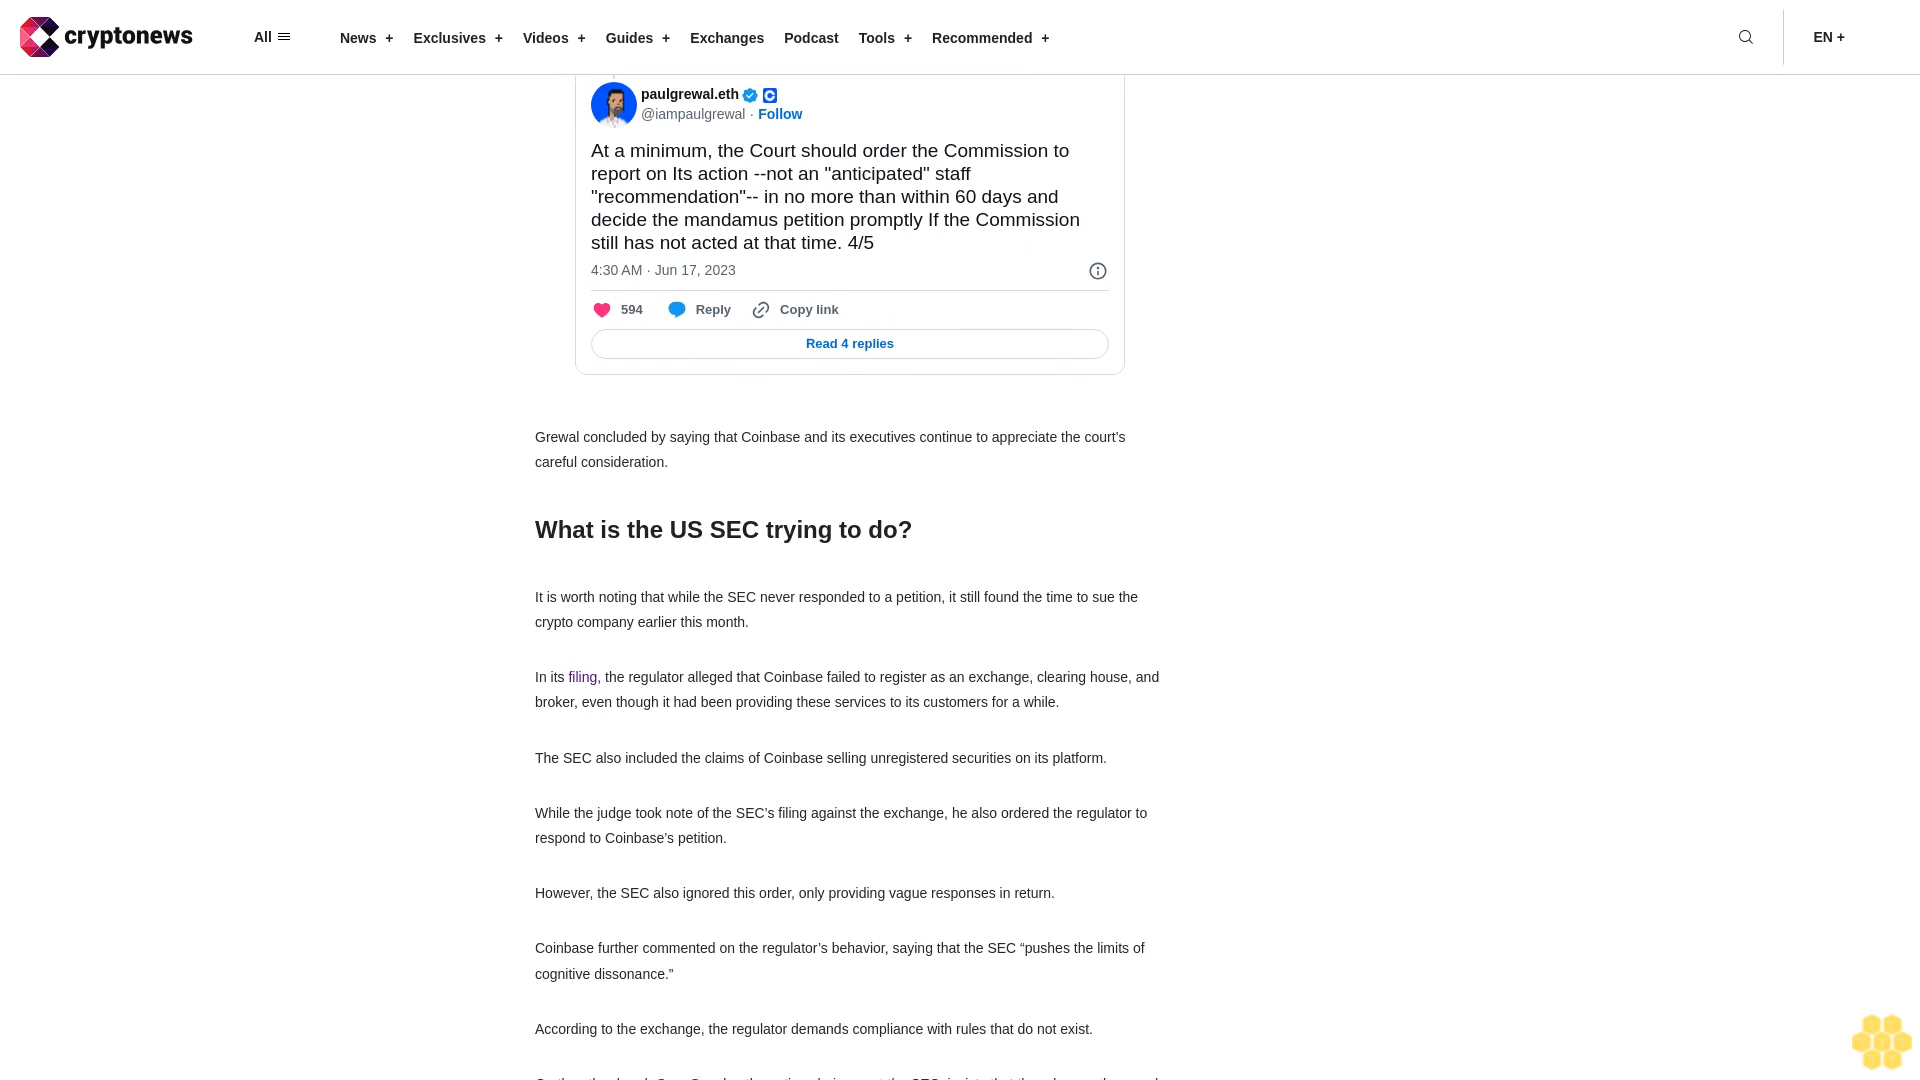 cryptonews
All
News +
Exclusives +
Videos +
Guides +
Exchanges
Podcast
Tools +
Recommended +
EN +
paulgrewal.eth
@iampaulgrewal · Follow
At a minimum, the Court should order the Commission to
report on Its action --not an "anticipated" staff
"recommendation"-- in no more than within 60 days and
decide the mandamus petition promptly If the Commission
still has not acted at that time. 4/5
4:30 AM · Jun 17, 2023
594
Reply
Copy link
Read 4 replies
Grewal concluded by saying that Coinbase and its executives continue to appreciate the court’s
careful consideration.
What is the US SEC trying to do?
It is worth noting that while the SEC never responded to a petition, it still found the time to sue the
crypto company earlier this month.
In its filing, the regulator alleged that Coinbase failed to register as an exchange, clearing house, and
broker, even though it had been providing these services to its customers for a while.
The SEC also included the claims of Coinbase selling unregistered securities on its platform.
While the judge took note of the SEC’s filing against the exchange, he also ordered the regulator to
respond to Coinbase’s petition.
However, the SEC also ignored this order, only providing vague responses in return.
Coinbase further commented on the regulator’s behavior, saying that the SEC “pushes the limits of
cognitive dissonance.”
According to the exchange, the regulator demands compliance with rules that do not exist.